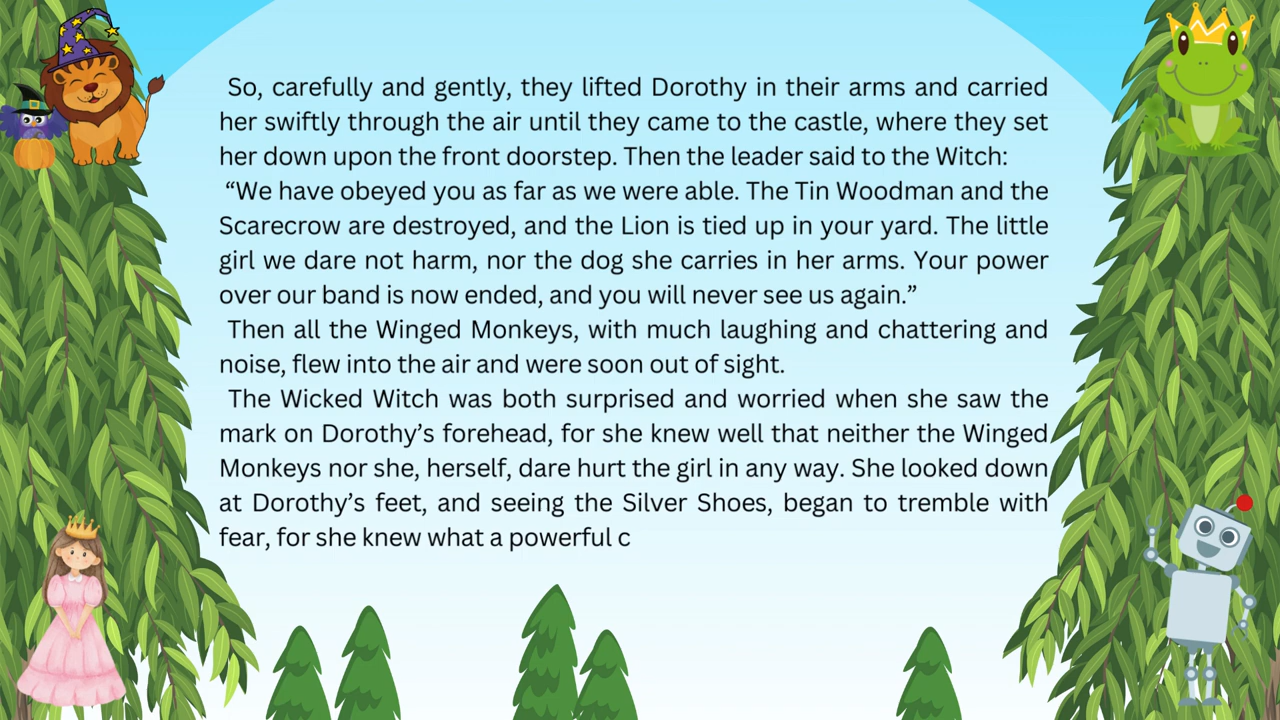 So, carefully and gently, they lifted Dorothy in their arms and carried
her swiftly through the air until they came to the castle, where they set
her down upon the front doorstep. Then the leader said to the Witch:
“We have obeyed you as far as we were able. The Tin Woodman and the
Scarecrow are destroyed, and the Lion is tied up in your yard. The little
girl we dare not harm, nor the dog she carries in her arms. Your power
over our band is now ended, and you will never see us again.”
Then all the Winged Monkeys, with much laughing and chattering and
noise, flew into the air and were soon out of sight.
The Wicked Witch was both surprised and worried when she saw the
mark on Dorothy’s forehead, for she knew well that neither the Winged
Monkeys nor she, herself, dare hurt the girl in any way. She looked down
at Dorothy’s feet, and seeing the Silver Shoes, began to tremble with
fear, for she knew what a powerful c